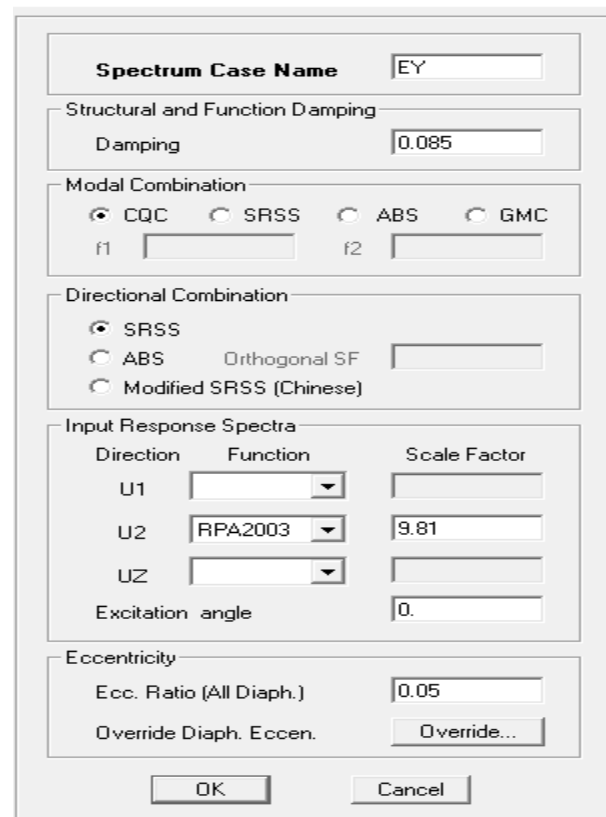 Spectrum Case Name EY
Structural and Function Damping
Damping 0.085
Modal Combination
CQC SRSS ABS GMC
f1 f2
Directional Combination
SRSS
ABS Orthogonal SF
Modified SRSS (Chinese)
Input Response Spectra
Direction Function Scale Factor
U1
U2 RPA2003 9.81
UZ
Excitation angle 0.
Eccentricity
Ecc. Ratio (All Diaph.) 0.05
Override Diaph. Eccen. Override...
OK Cancel